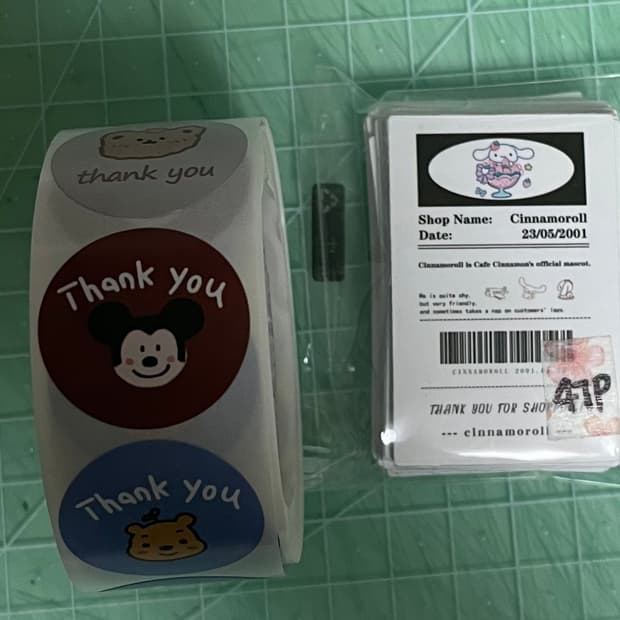 thank you
Thank you
Thank you
Shop Name: Cinnamoroll
Date: 23/05/2001
Cinnamoroll is Cafe Cinnamon's official mascot.
He is quite shy.
but very friendly.
and sometimes takes a nap on customers' laps.
CINNAMOROLL 2001.
47P
THANK YOU FOR
--- cinnamoroll